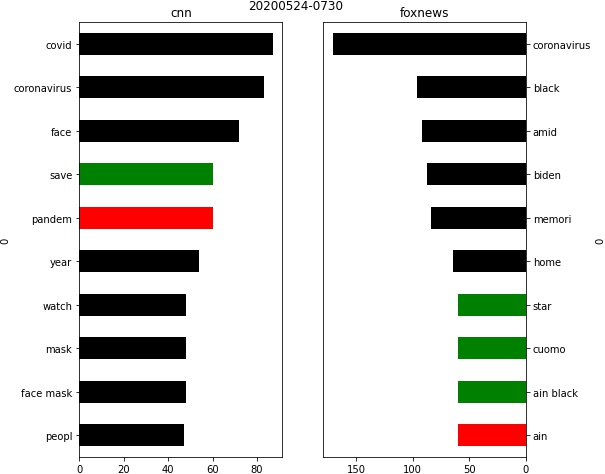 20200524-0730
cnn
foxnews
covid
coronavirus
face
save
pandem
year
watch
mask
face mask
peopl
0
0 20 40 60 80
coronavirus
black
amid
biden
memori
home
star
cuomo
ain black
ain
0
150 100 50 0